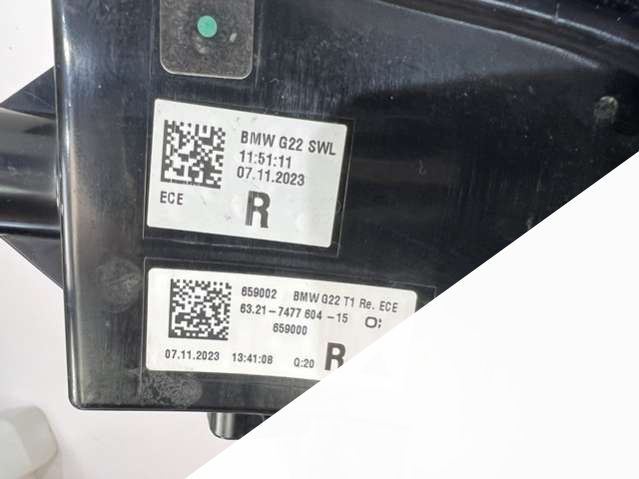 BMW G22 SWL
11:51:11
07.11.2023
ECE
R
659002 BMW G22 T1 Re. ECE
63.21-7477 604-15
659000
07.11.2023 13:41:08 Q:20 R